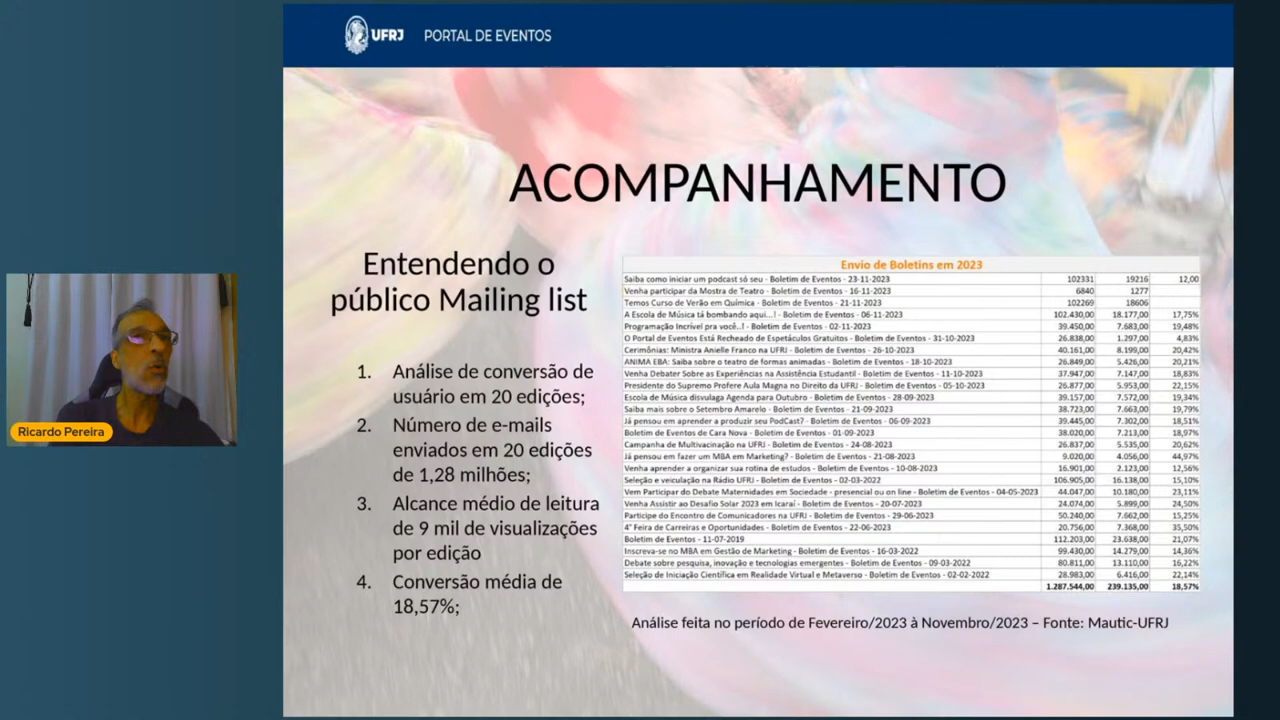 UFRJ PORTAL DE EVENTOS
ACOMPANHAMENTO
Entendendo o
público Mailing list
1. Análise de conversão de
usuário em 20 edições;
2. Número de e-mails
enviados em 20 edições
de 1,28 milhões;
3. Alcance médio de leitura
de 9 mil de visualizações
por edição
4. Conversão média de
18,57%;
Envio de Boletins em 2023
Saiba como iniciar um podcast só seu - Boletim de Eventos - 23-11-2023 102331 19216 12,00
Venha participar da Mostra de Teatro - Boletim de Eventos - 16-11-2023 6840 1277
Temos Curso de Verão em Química - Boletim de Eventos - 21-11-2023 102269 18606
A Escola de Música tá bombando aqui...! - Boletim de Eventos - 06-11-2023 102.430,00 18.177,00 17,75%
Programação Incrível pra você..! - Boletim de Eventos - 02-11-2023 39.450,00 7.683,00 19,48%
O Portal de Eventos Está Recheado de Espetáculos Gratuitos - Boletim de Eventos - 31-10-2023 26.838,00 1.297,00 4,83%
Cerimônias: Ministra Anielle Franco na UFRJ - Boletim de Eventos - 26-10-2023 40.161,00 8.199,00 20,42%
ANIMA EBA: Saiba sobre o teatro de formas animadas - Boletim de Eventos - 18-10-2023 26.849,00 5.426,00 20,21%
Venha Debater Sobre as Experiências na Assistência Estudantil - Boletim de Eventos - 11-10-2023 37.947,00 7.147,00 18,83%
Presidente do Supremo Profere Aula Magna no Direito da UFRJ - Boletim de Eventos - 05-10-2023 26.877,00 5.953,00 22,15%
Escola de Música disvulaga Agenda para Outubro - Boletim de Eventos - 28-09-2023 39.157,00 7.572,00 19,34%
Saiba mais sobre o Setembro Amarelo - Boletim de Eventos - 21-09-2023 38.723,00 7.663,00 19,79%
Já pensou em aprender a produzir seu PodCast? - Boletim de Eventos - 06-09-2023 39.445,00 7.302,00 18,51%
Boletim de Eventos de Cara Nova - Boletim de Eventos - 01-09-2023 38.020,00 7.213,00 18,97%
Campanha de Multivacinação na UFRJ - Boletim de Eventos - 24-08-2023 26.837,00 5.535,00 20,62%
Já pensou em fazer um MBA em Marketing? - Boletim de Eventos - 21-08-2023 9.020,00 4.056,00 44,97%
Venha aprender a organizar sua rotina de estudos - Boletim de Eventos - 10-08-2023 16.901,00 2.123,00 12,56%
Seleção e veiculação na Rádio UFRJ - Boletim de Eventos - 02-03-2022 106.905,00 16.138,00 15,10%
Vem Participar do Debate Maternidades em Sociedade - presencial ou on line - Boletim de Eventos - 04-05-2023 44.047,00 10.180,00 23,11%
Venha Assistir ao Desafio Solar 2023 em Icaraí - Boletim de Eventos - 20-07-2023 24.074,00 5.899,00 24,50%
Participe do Encontro de Comunicadores na UFRJ - Boletim de Eventos - 29-06-2023 50.240,00 7.662,00 15,25%
4ª Feira de Carreiras e Oportunidades - Boletim de Eventos - 22-06-2023 20.756,00 7.368,00 35,50%
Boletim de Eventos - 11-07-2019 112.203,00 23.638,00 21,07%
Inscreva-se no MBA em Gestão de Marketing - Boletim de Eventos - 16-03-2022 99.430,00 14.279,00 14,36%
Debate sobre pesquisa, inovação e tecnologias emergentes - Boletim de Eventos - 09-03-2022 80.811,00 13.110,00 16,22%
Seleção de Iniciação Científica em Realidade Virtual e Metaverso - Boletim de Eventos - 02-02-2022 28.983,00 6.416,00 22,14%
1.287.544,00 239.135,00 18,57%
Análise feita no período de Fevereiro/2023 à Novembro/2023 – Fonte: Mautic-UFRJ
Ricardo Pereira